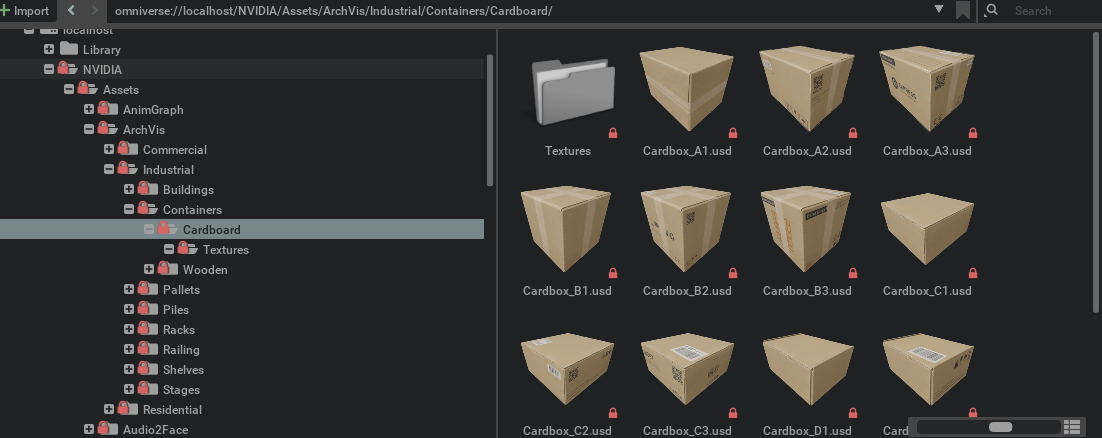 Import
omniverse://localhost/NVIDIA/Assets/ArchVis/Industrial/Containers/Cardboard/
Search
localhost
Library
NVIDIA
Assets
AnimGraph
ArchVis
Commercial
Industrial
Buildings
Containers
Cardboard
Textures
Wooden
Pallets
Piles
Racks
Railing
Shelves
Stages
Residential
Audio2Face
Textures
Cardbox_A1.usd
Cardbox_A2.usd
Cardbox_A3.usd
Cardbox_B1.usd
Cardbox_B2.usd
Cardbox_B3.usd
Cardbox_C1.usd
Cardbox_C2.usd
Cardbox_C3.usd
Cardbox_D1.usd
Card